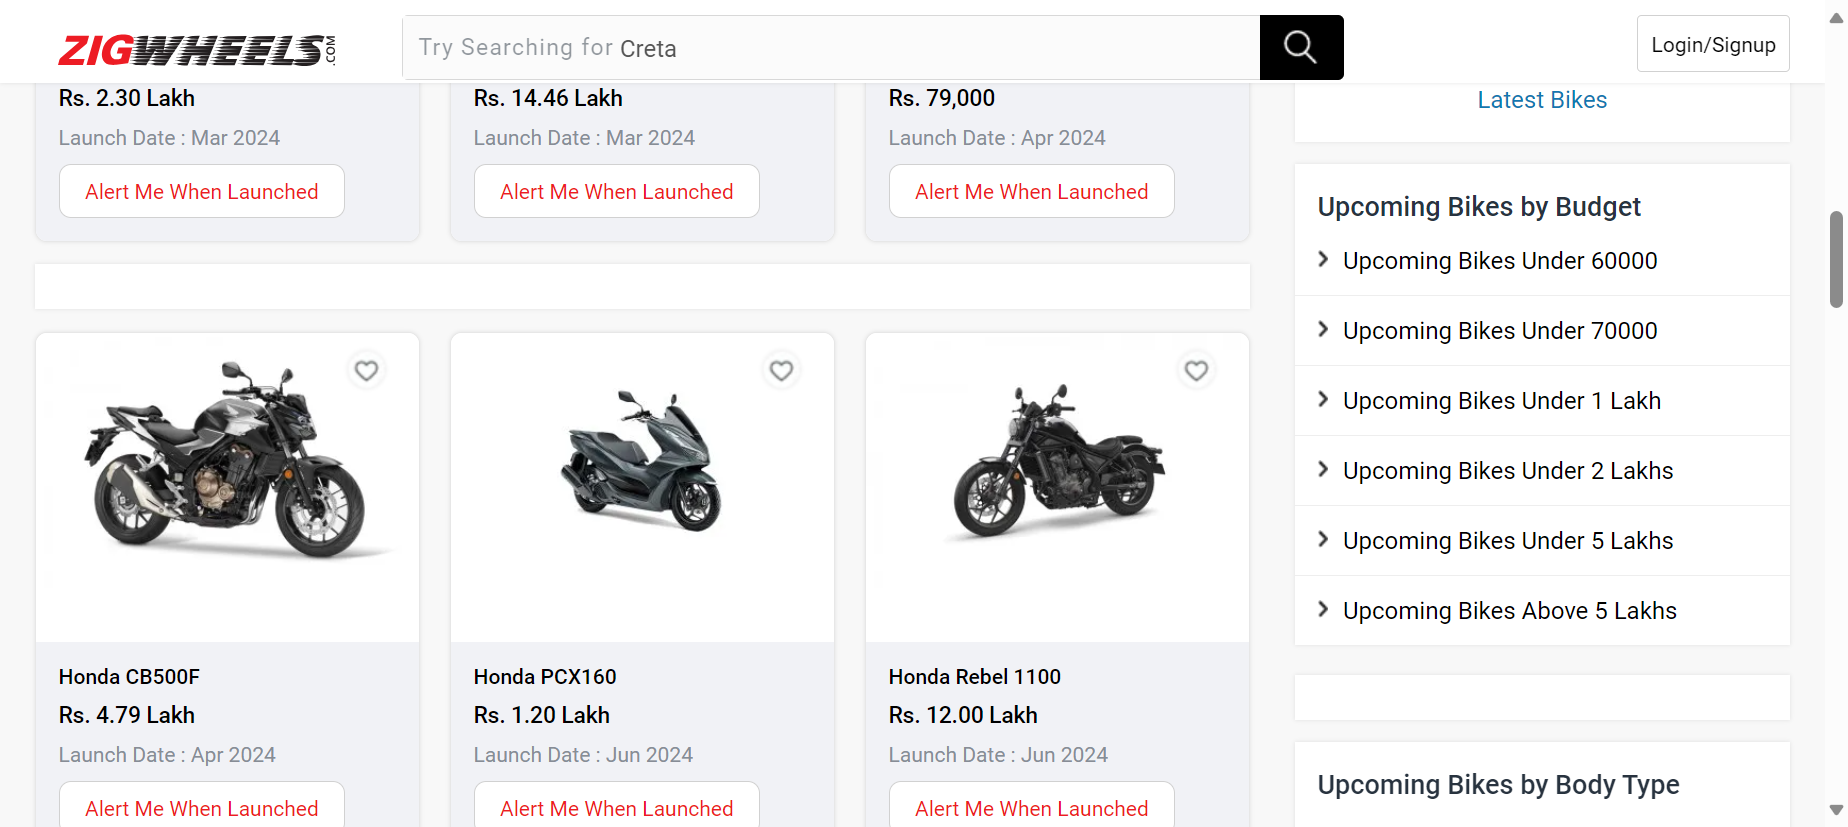 ZIGWHEELS.COM
Try Searching for Creta
Login/Signup
Rs. 2.30 Lakh
Launch Date : Mar 2024
Alert Me When Launched
Rs. 14.46 Lakh
Launch Date : Mar 2024
Alert Me When Launched
Rs. 79,000
Launch Date : Apr 2024
Alert Me When Launched
Honda CB500F
Rs. 4.79 Lakh
Launch Date : Apr 2024
Alert Me When Launched
Honda PCX160
Rs. 1.20 Lakh
Launch Date : Jun 2024
Alert Me When Launched
Honda Rebel 1100
Rs. 12.00 Lakh
Launch Date : Jun 2024
Alert Me When Launched
Latest Bikes
Upcoming Bikes by Budget
Upcoming Bikes Under 60000
Upcoming Bikes Under 70000
Upcoming Bikes Under 1 Lakh
Upcoming Bikes Under 2 Lakhs
Upcoming Bikes Under 5 Lakhs
Upcoming Bikes Above 5 Lakhs
Upcoming Bikes by Body Type